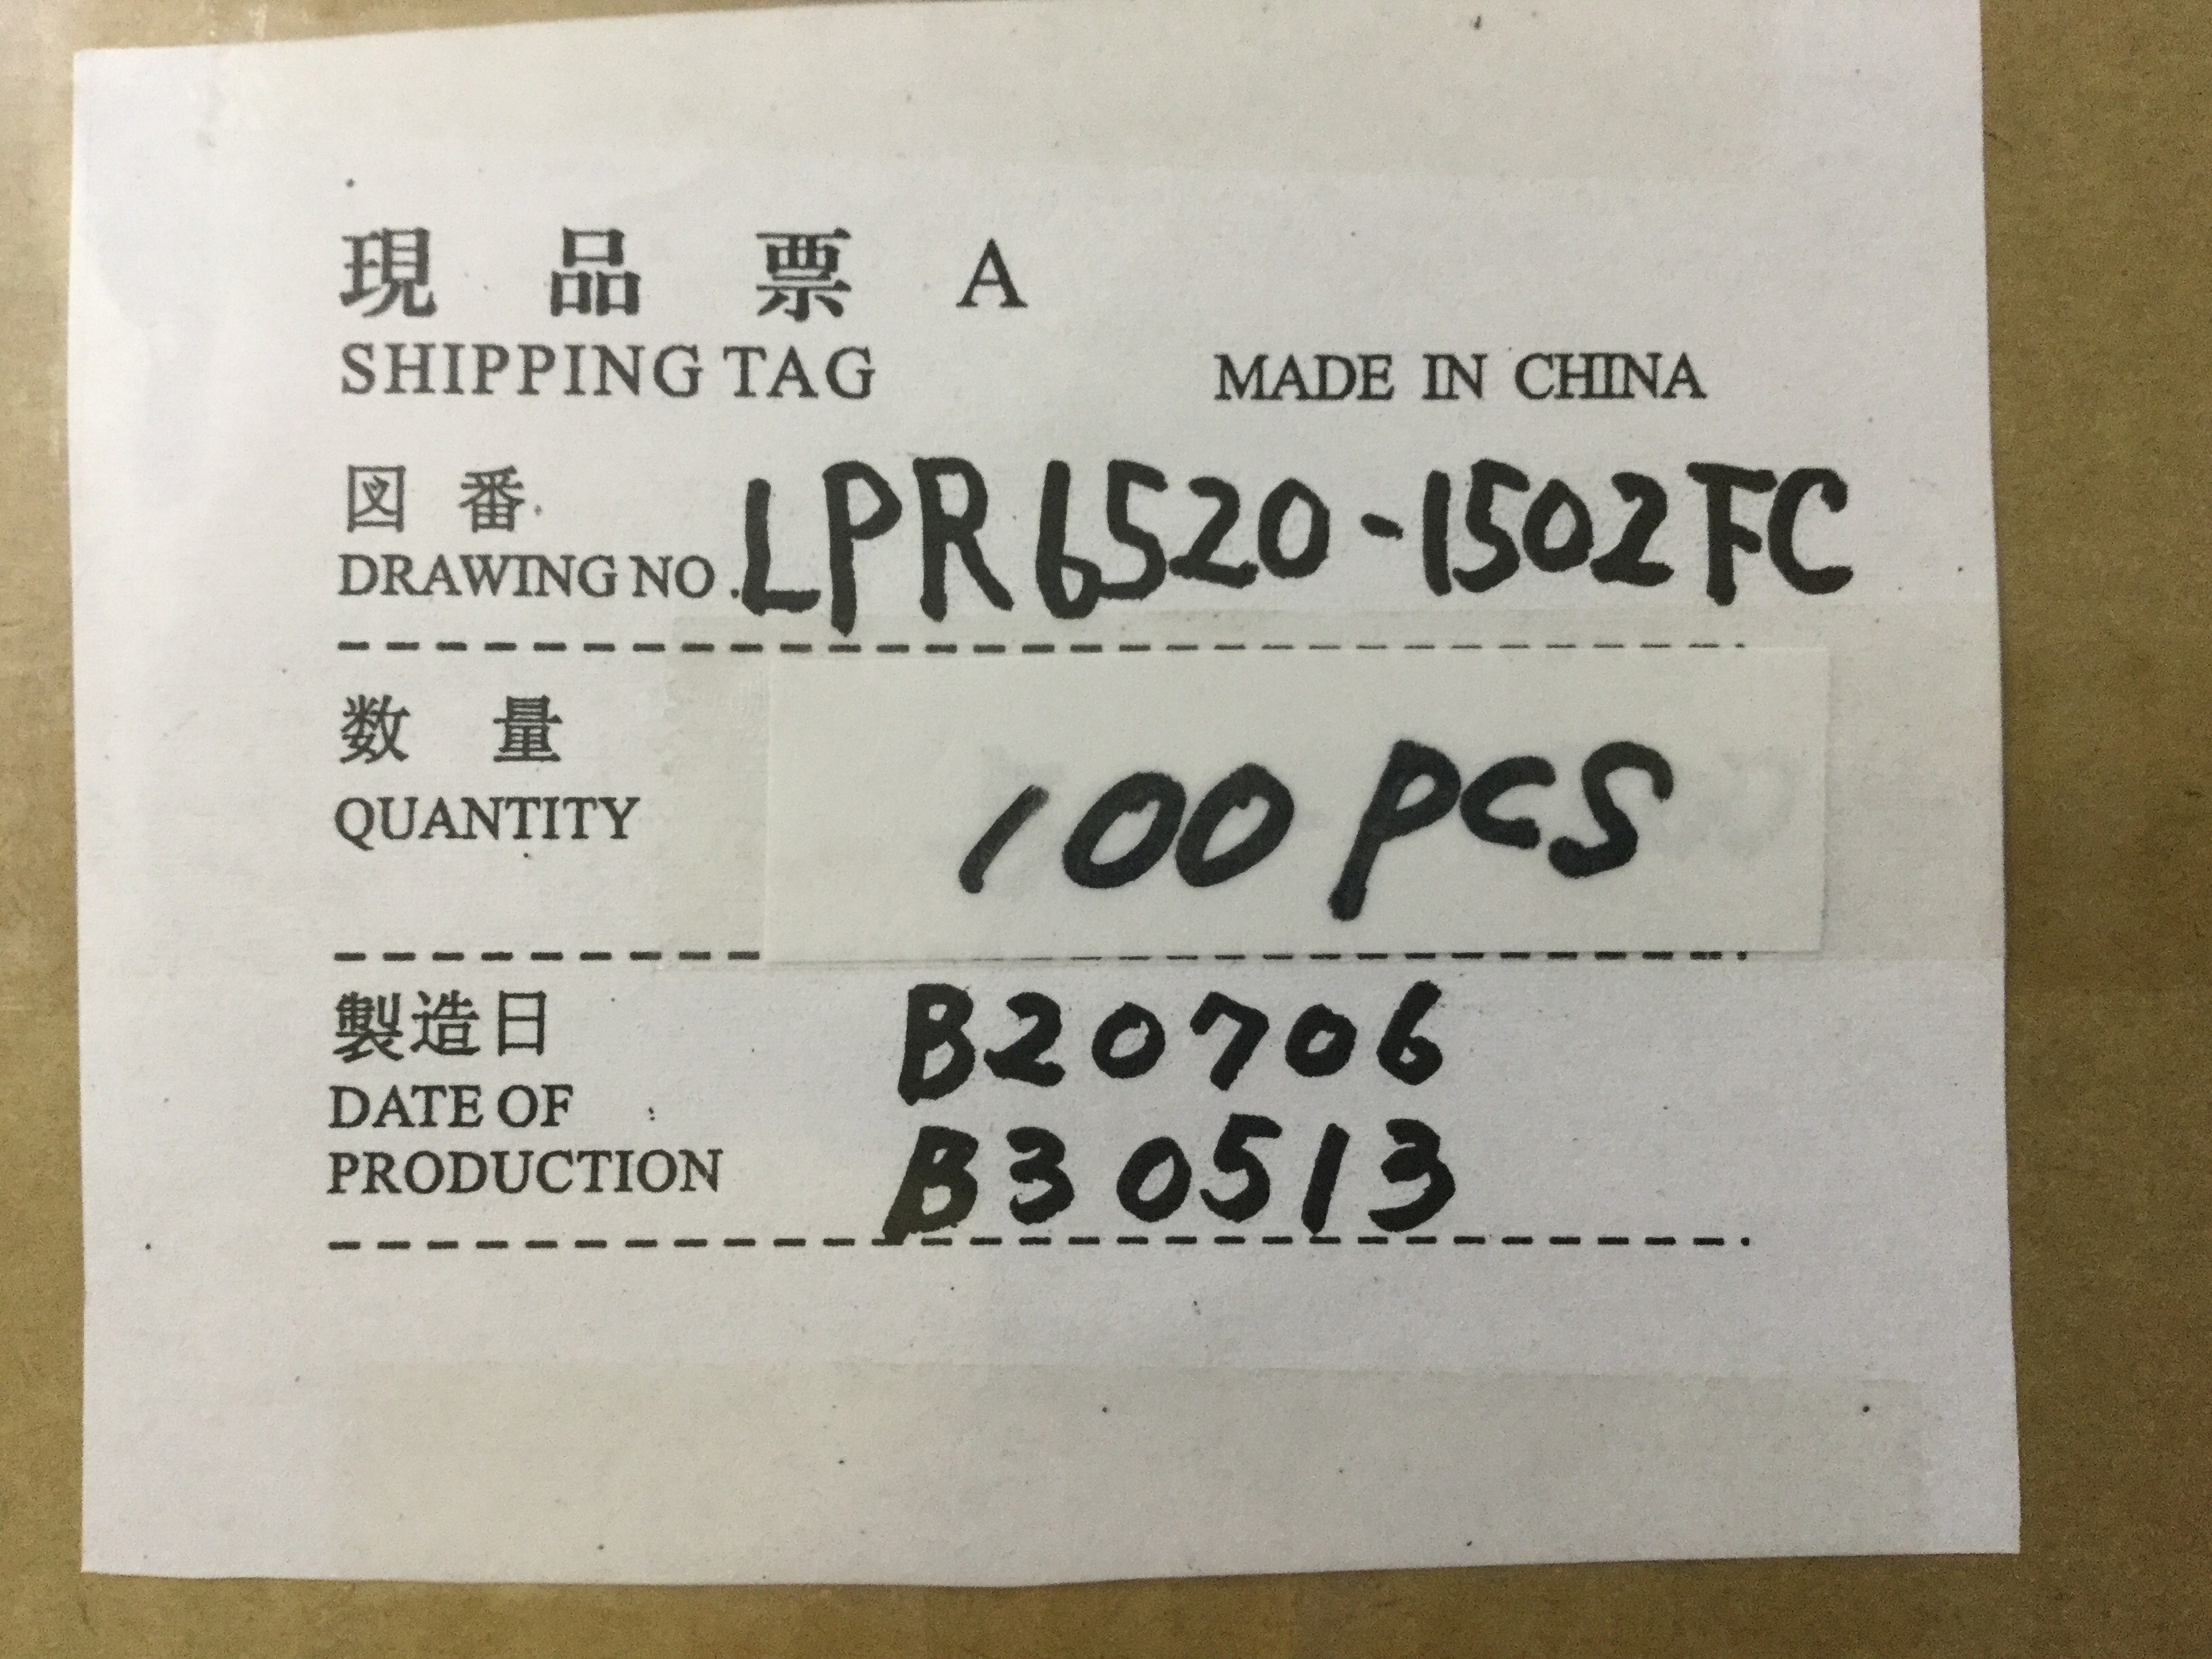 現 品 票 A
SHIPPING TAG MADE IN CHINA
図 番.
DRAWING NO. LPR6520-1502FC
数 量
QUANTITY 100 PCS
製造日 B20706
DATE OF
PRODUCTION B30513